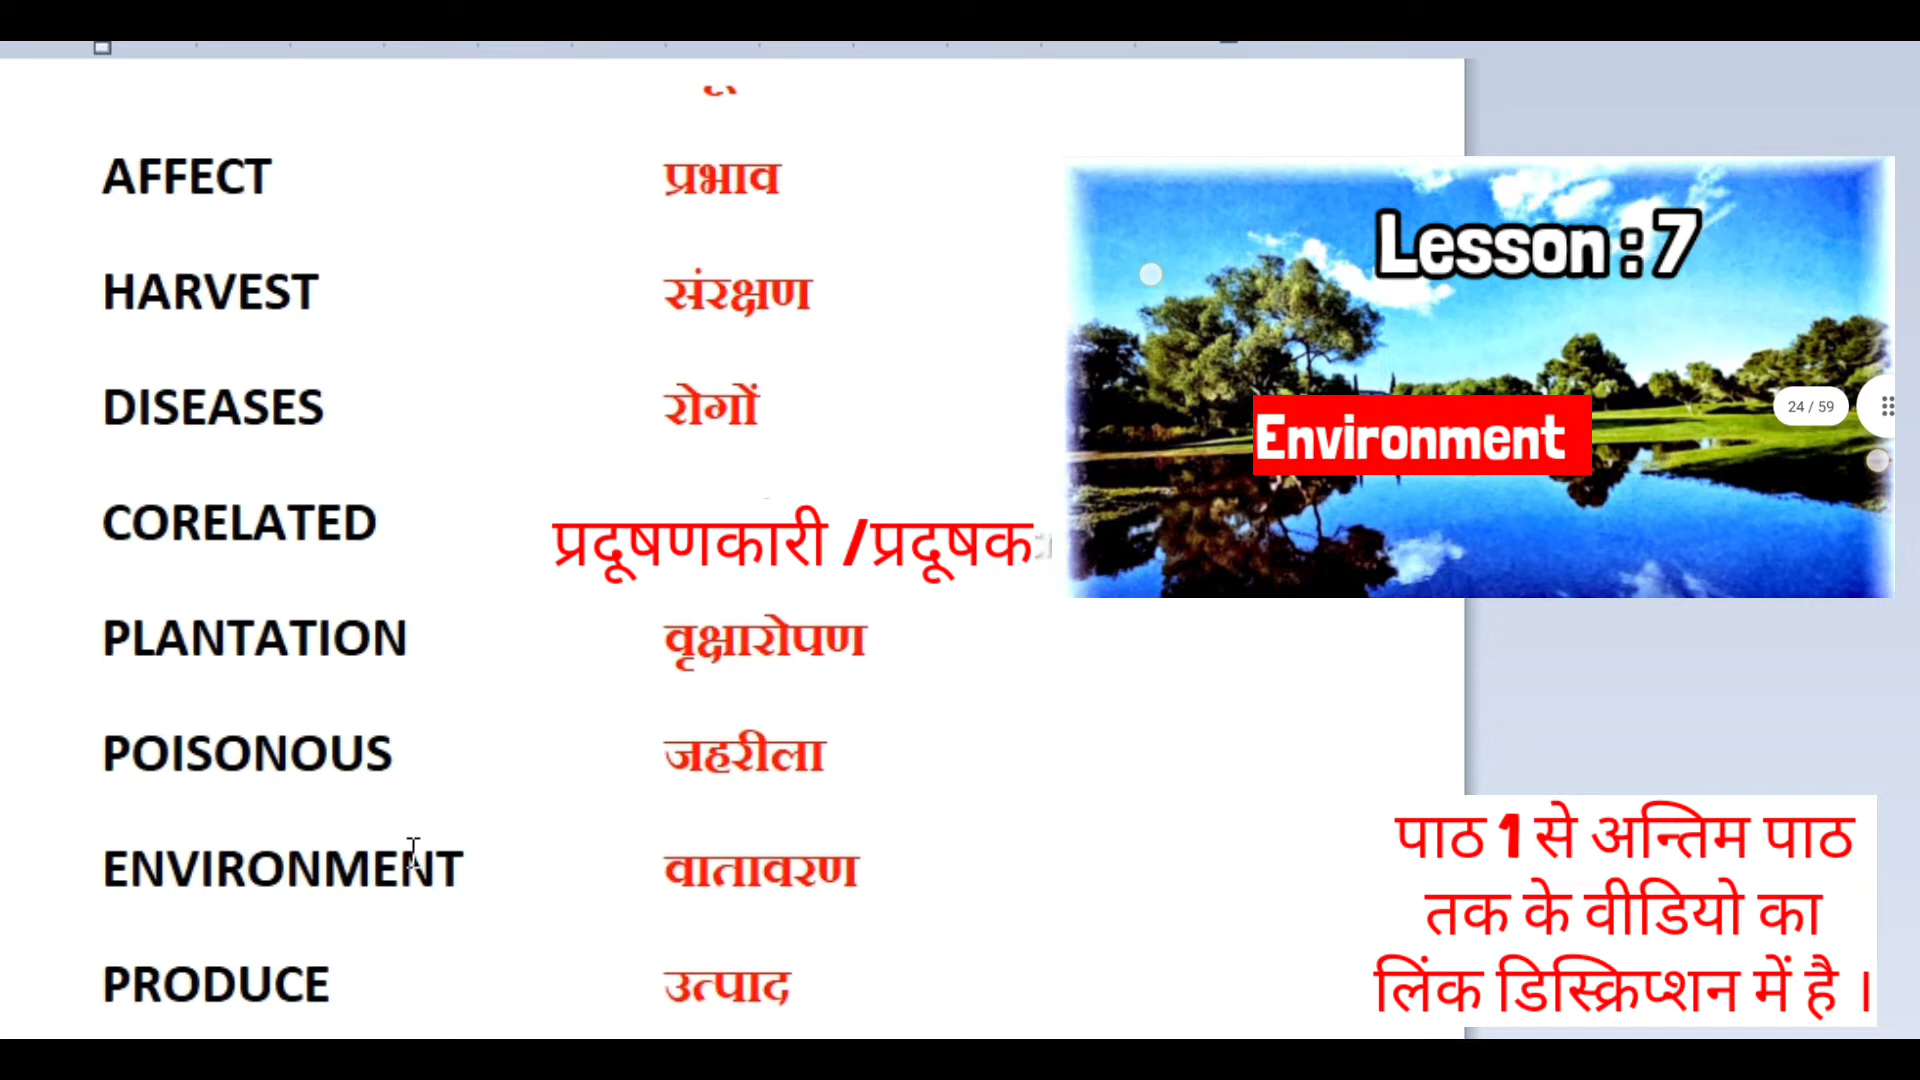 AFFECT प्रभाव
HARVEST संरक्षण
DISEASES रोगों
CORELATED प्रदूषणकारी /प्रदूषक
PLANTATION वृक्षारोपण
POISONOUS जहरीला
ENVIRONMENT वातावरण
PRODUCE उत्पाद
Lesson : 7
Environment
24 / 59
पाठ 1 से अन्तिम पाठ
तक के वीडियो का
लिंक डिस्क्रिप्शन में है ।